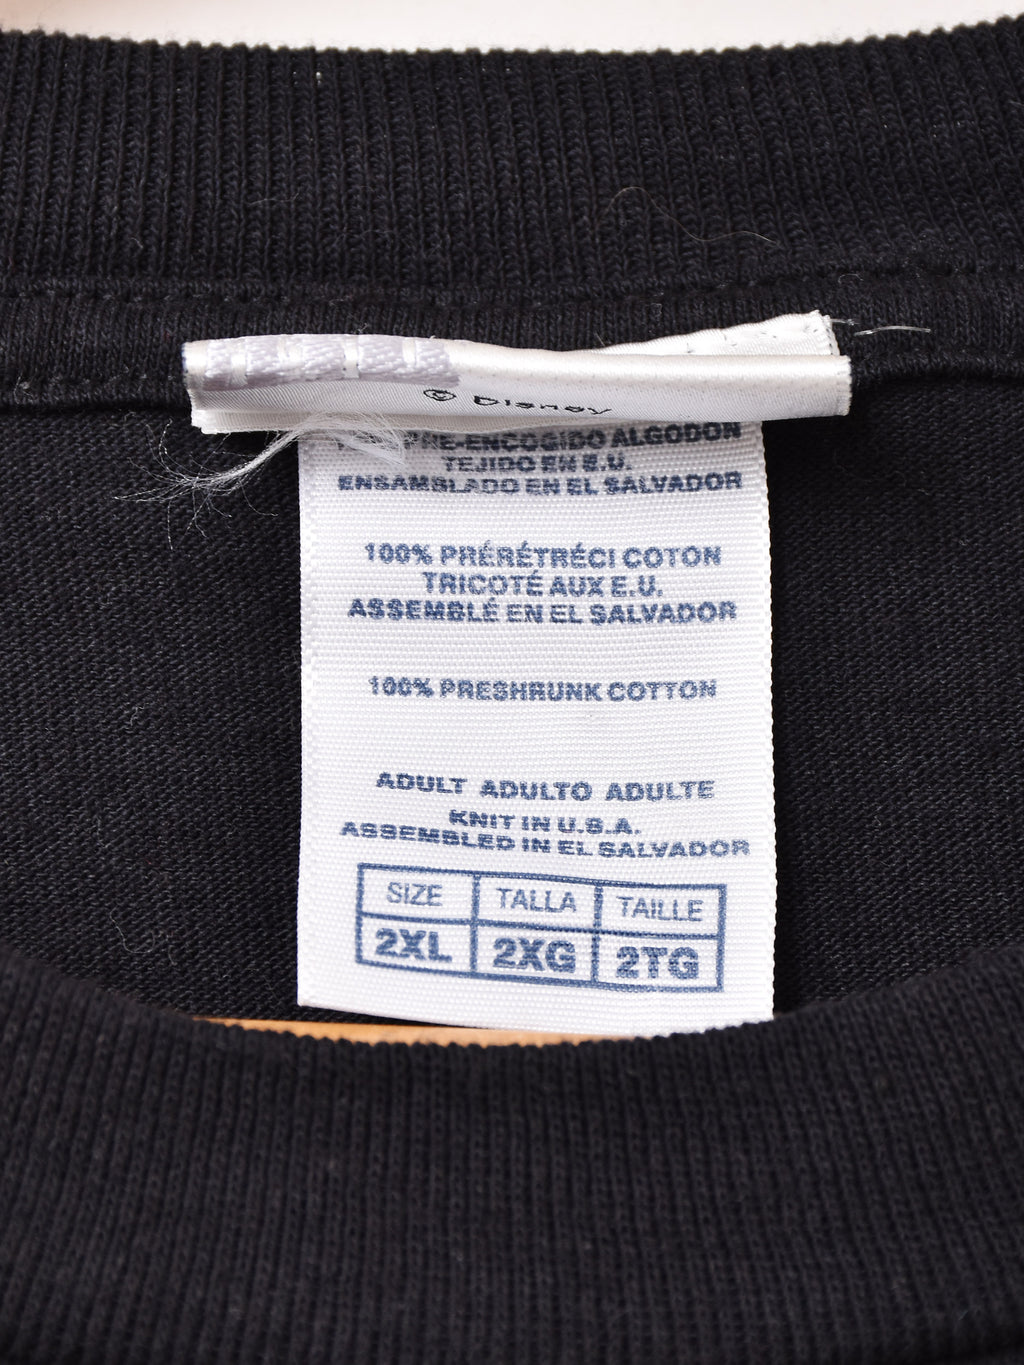 © Disney
PRE-ENCOGIDO ALGODON
TEJIDO EN E.U.
ENSAMBLADO EN EL SALVADOR
100% PRÉRÉTRÉCI COTON
TRICOTÉ AUX E.U.
ASSEMBLÉ EN EL SALVADOR
100% PRESHRUNK COTTON
ADULT ADULTO ADULTE
KNIT IN U.S.A.
ASSEMBLED IN EL SALVADOR
SIZE TALLA TAILLE
2XL 2XG 2TG